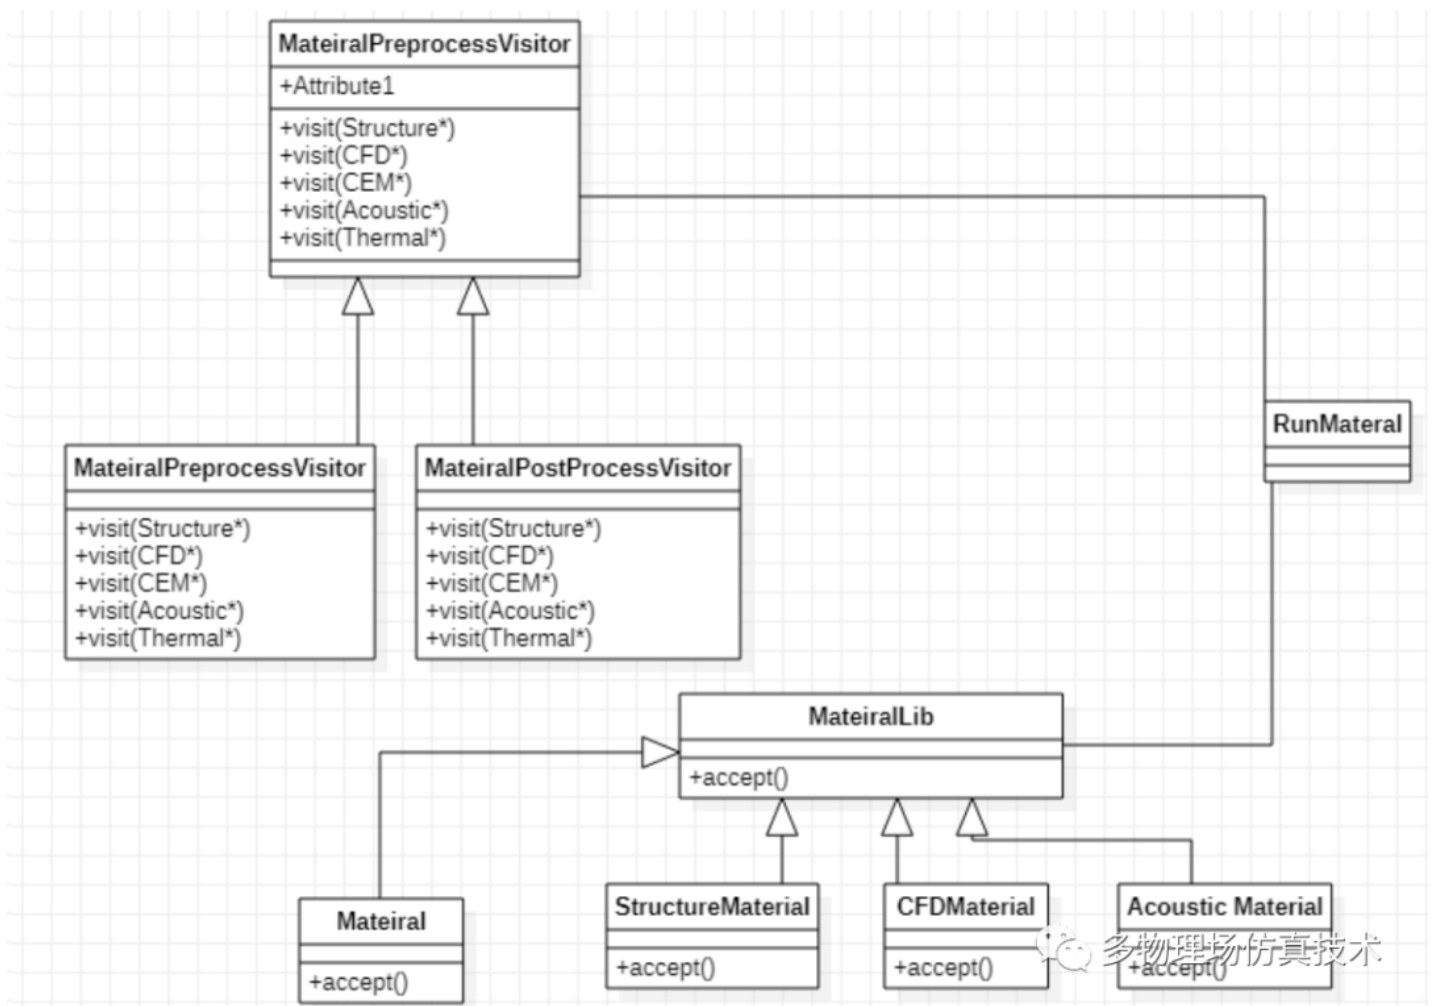 MateiralPreprocessVisitor
+Attribute1
+visit(Structure*)
+visit(CFD*)
+visit(CEM*)
+visit(Acoustic*)
+visit(Thermal*)
RunMateral
MateiralPreprocessVisitor
+visit(Structure*)
+visit(CFD*)
+visit(CEM*)
+visit(Acoustic*)
+visit(Thermal*)
MateiralPostProcessVisitor
+visit(Structure*)
+visit(CFD*)
+visit(CEM*)
+visit(Acoustic*)
+visit(Thermal*)
MateiralLib
+accept()
Mateiral
+accept()
StructureMaterial
+accept()
CFDMaterial
+accept()
Acoustic Material
+accept()
多物理场仿真技术